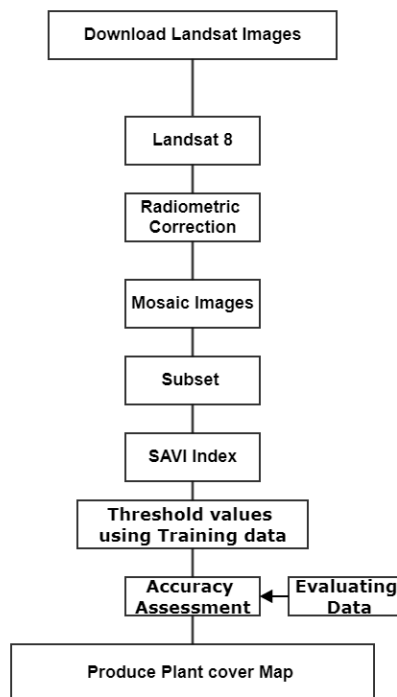 Download Landsat Images
Landsat 8
Radiometric
Correction
Mosaic Images
Subset
SAVI Index
Threshold values
using Training data
Accuracy
Assessment
Evaluating
Data
Produce Plant cover Map